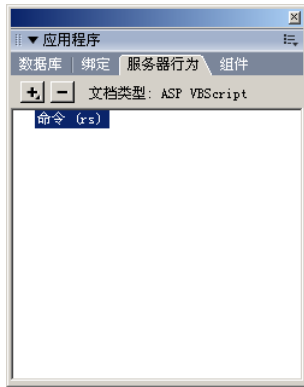 应用程序
数据库 绑定 服务器行为 组件
文档类型: ASP VBScript
命令 (rs)